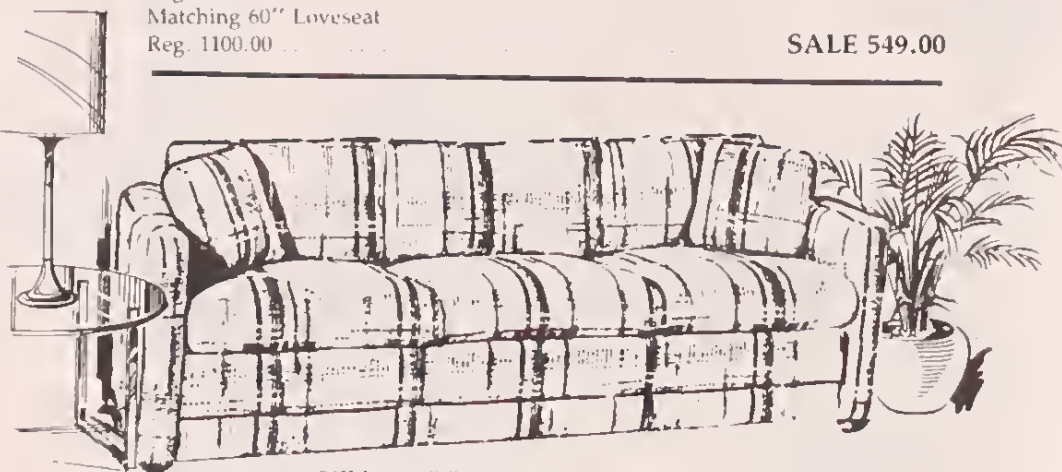 Matching 60" Loveseat
Reg. 1100.00 . . . . . . . SALE 549.00